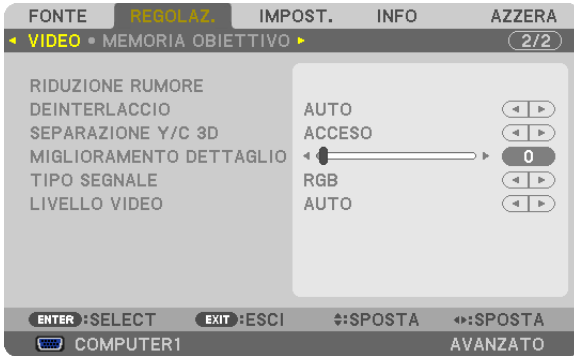 FONTE REGOLAZ. IMPOST. INFO AZZERA
VIDEO • MEMORIA OBIETTIVO 2/2
RIDUZIONE RUMORE
DEINTERLACCIO AUTO
SEPARAZIONE Y/C 3D ACCESO
MIGLIORAMENTO DETTAGLIO 0
TIPO SEGNALE RGB
LIVELLO VIDEO AUTO
ENTER :SELECT EXIT :ESCI :SPOSTA :SPOSTA
COMPUTER1 AVANZATO